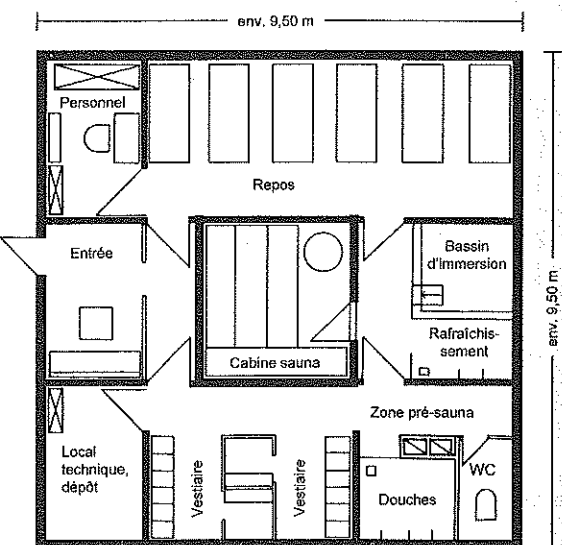 env. 9,50 m
Personnel
Repos
Entrée
Bassin
d'immersion
env. 9,50 m
Rafraîchis-
sement
Cabine sauna
Zone pré-sauna
Local
technique,
dépôt
Vestiaire
Vestiaire
Douches
WC